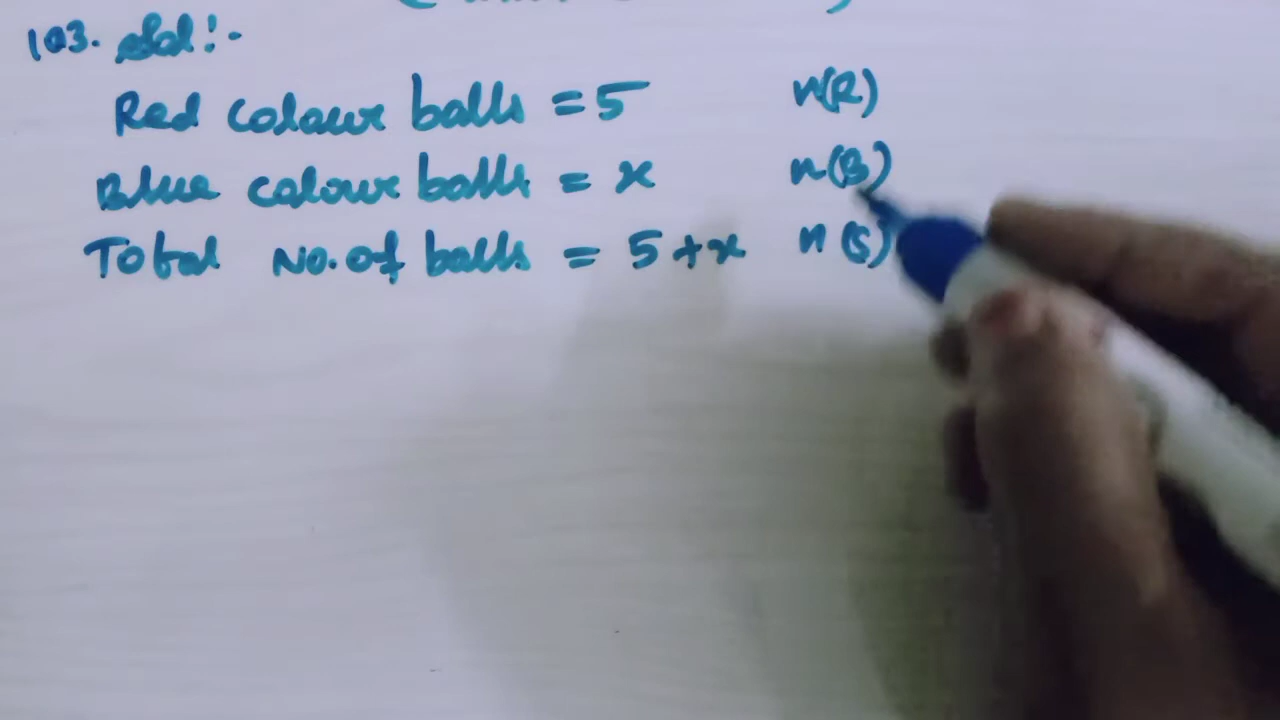 103. Sol:-
Red colour balls = 5 n(R)
Blue colour balls = x n(B)
Total No. of balls = 5 + x n(S)